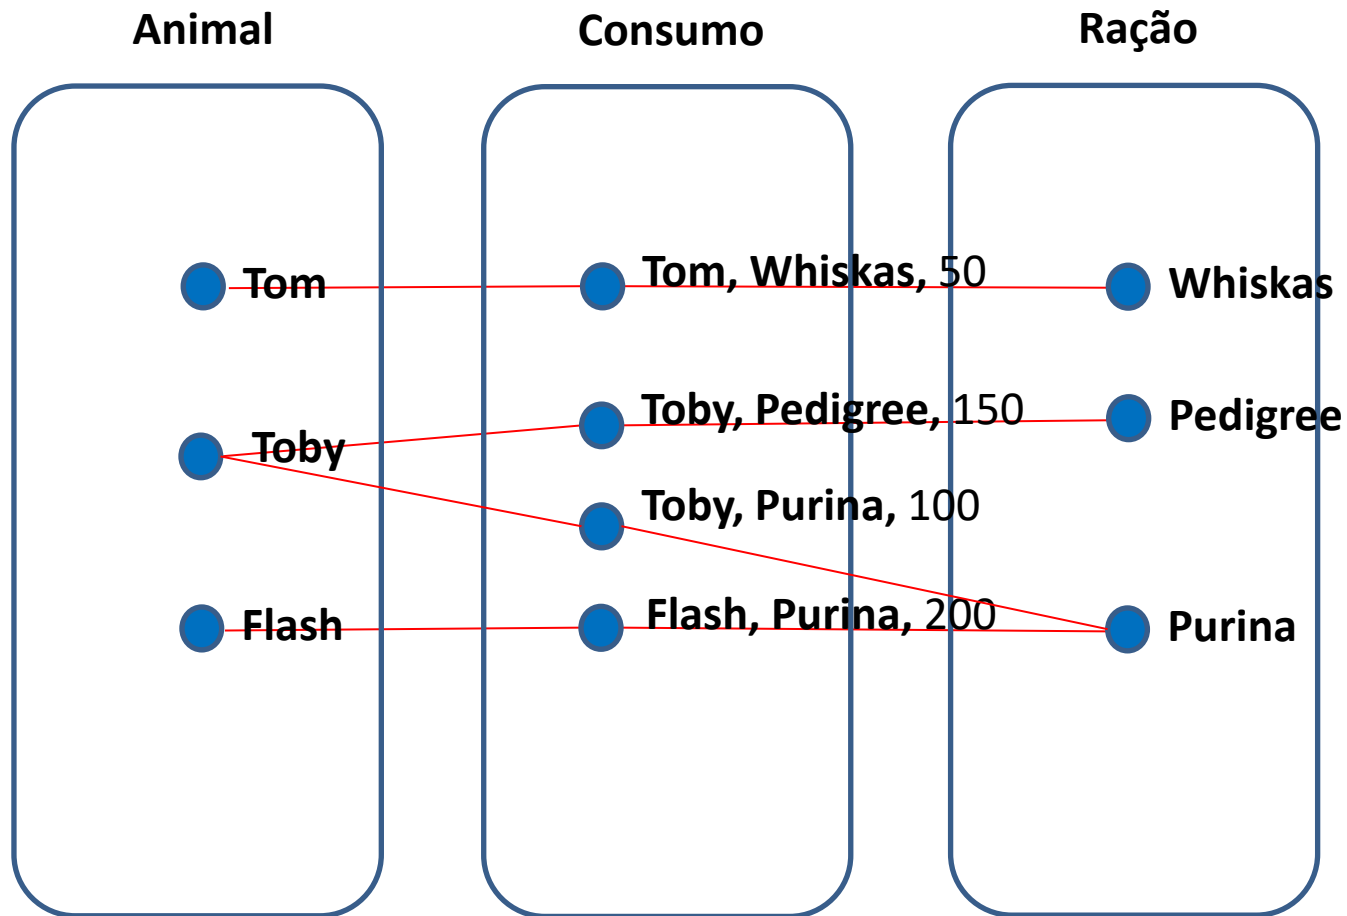 Animal
Consumo
Ração
Tom
Tom, Whiskas, 50
Whiskas
Toby
Toby, Pedigree, 150
Pedigree
Toby, Purina, 100
Flash
Flash, Purina, 200
Purina